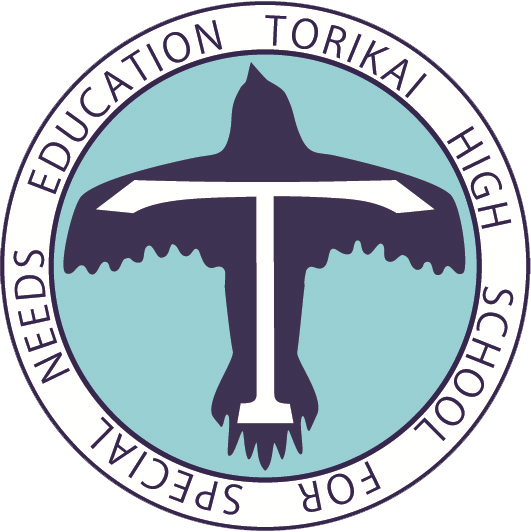 TORIKAI HIGH SCHOOL FOR SPECIAL NEEDS EDUCATION
T